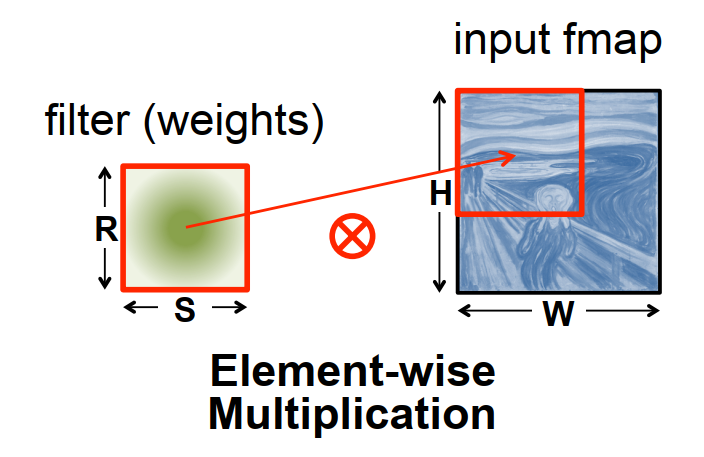 input fmap
filter (weights)
R
H
S
W
Element-wise
Multiplication